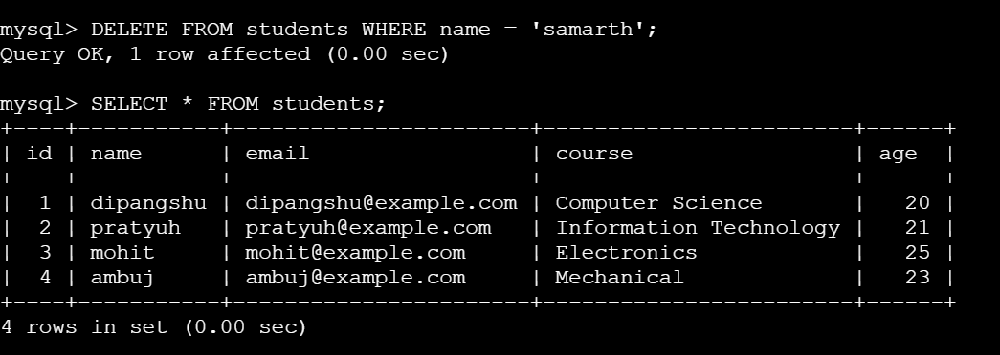 mysql> DELETE FROM students WHERE name = 'samarth';
Query OK, 1 row affected (0.00 sec)
mysql> SELECT * FROM students;
+----+-----------+-----------------------+------------------------+------+
| id | name      | email                 | course                 | age  |
+----+-----------+-----------------------+------------------------+------+
|  1 | dipangshu | dipangshu@example.com | Computer Science       |   20 |
|  2 | pratyuh   | pratyuh@example.com   | Information Technology |   21 |
|  3 | mohit     | mohit@example.com     | Electronics            |   25 |
|  4 | ambuj     | ambuj@example.com     | Mechanical             |   23 |
+----+-----------+-----------------------+------------------------+------+
4 rows in set (0.00 sec)